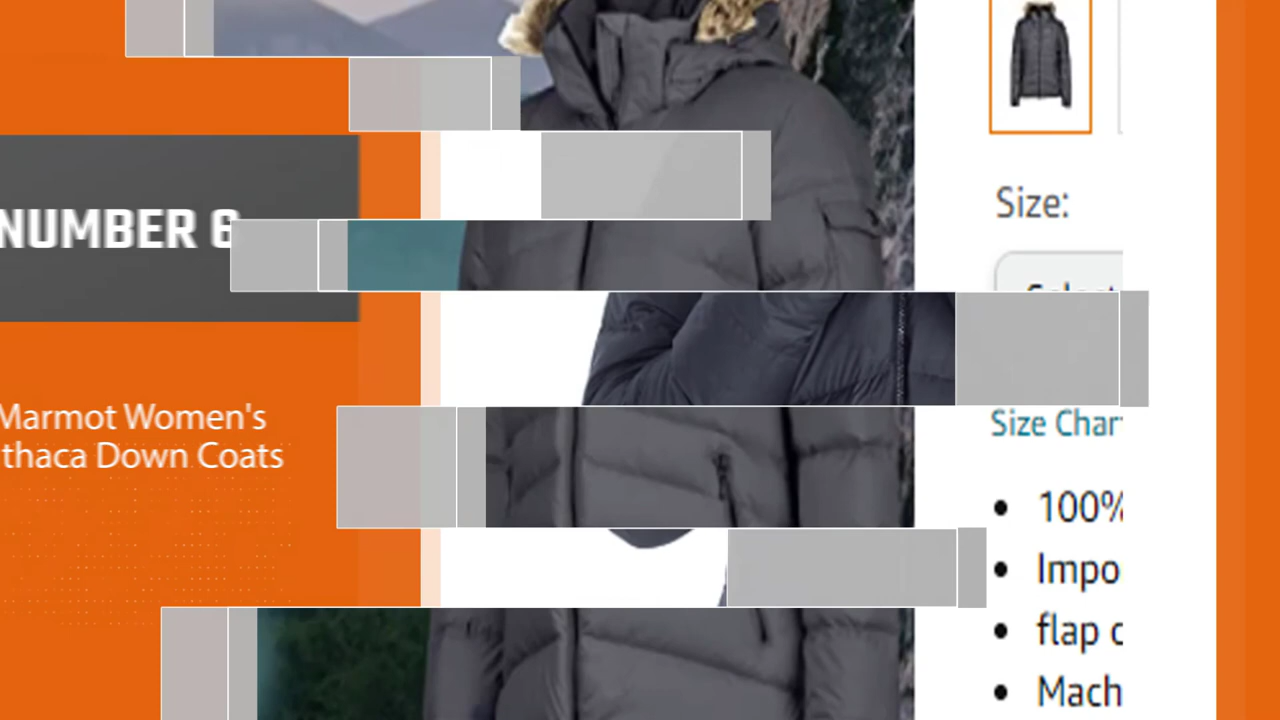 NUMBER 6
Marmot Women's
thaca Down Coats
Size:
Size Char
100%
Impo
flap
Mach